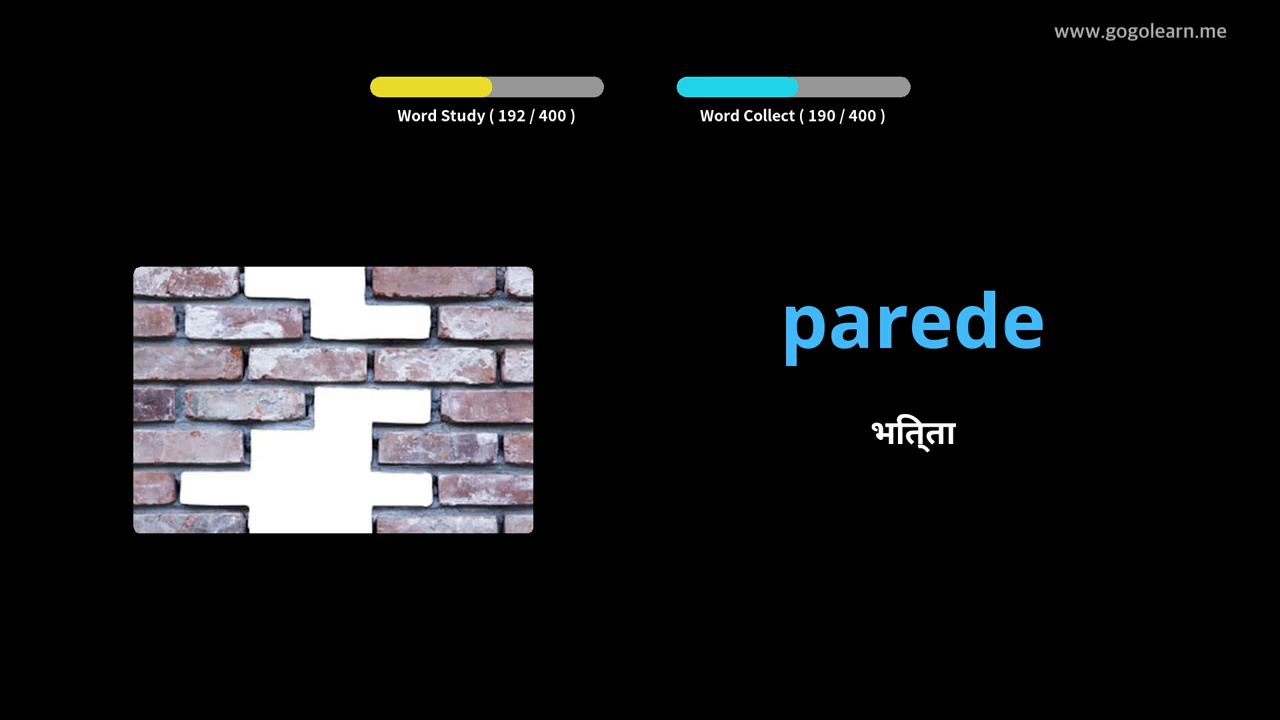 www.gogolearn.me
Word Study ( 192 / 400 )
Word Collect ( 190 / 400 )
parede
भित्ता